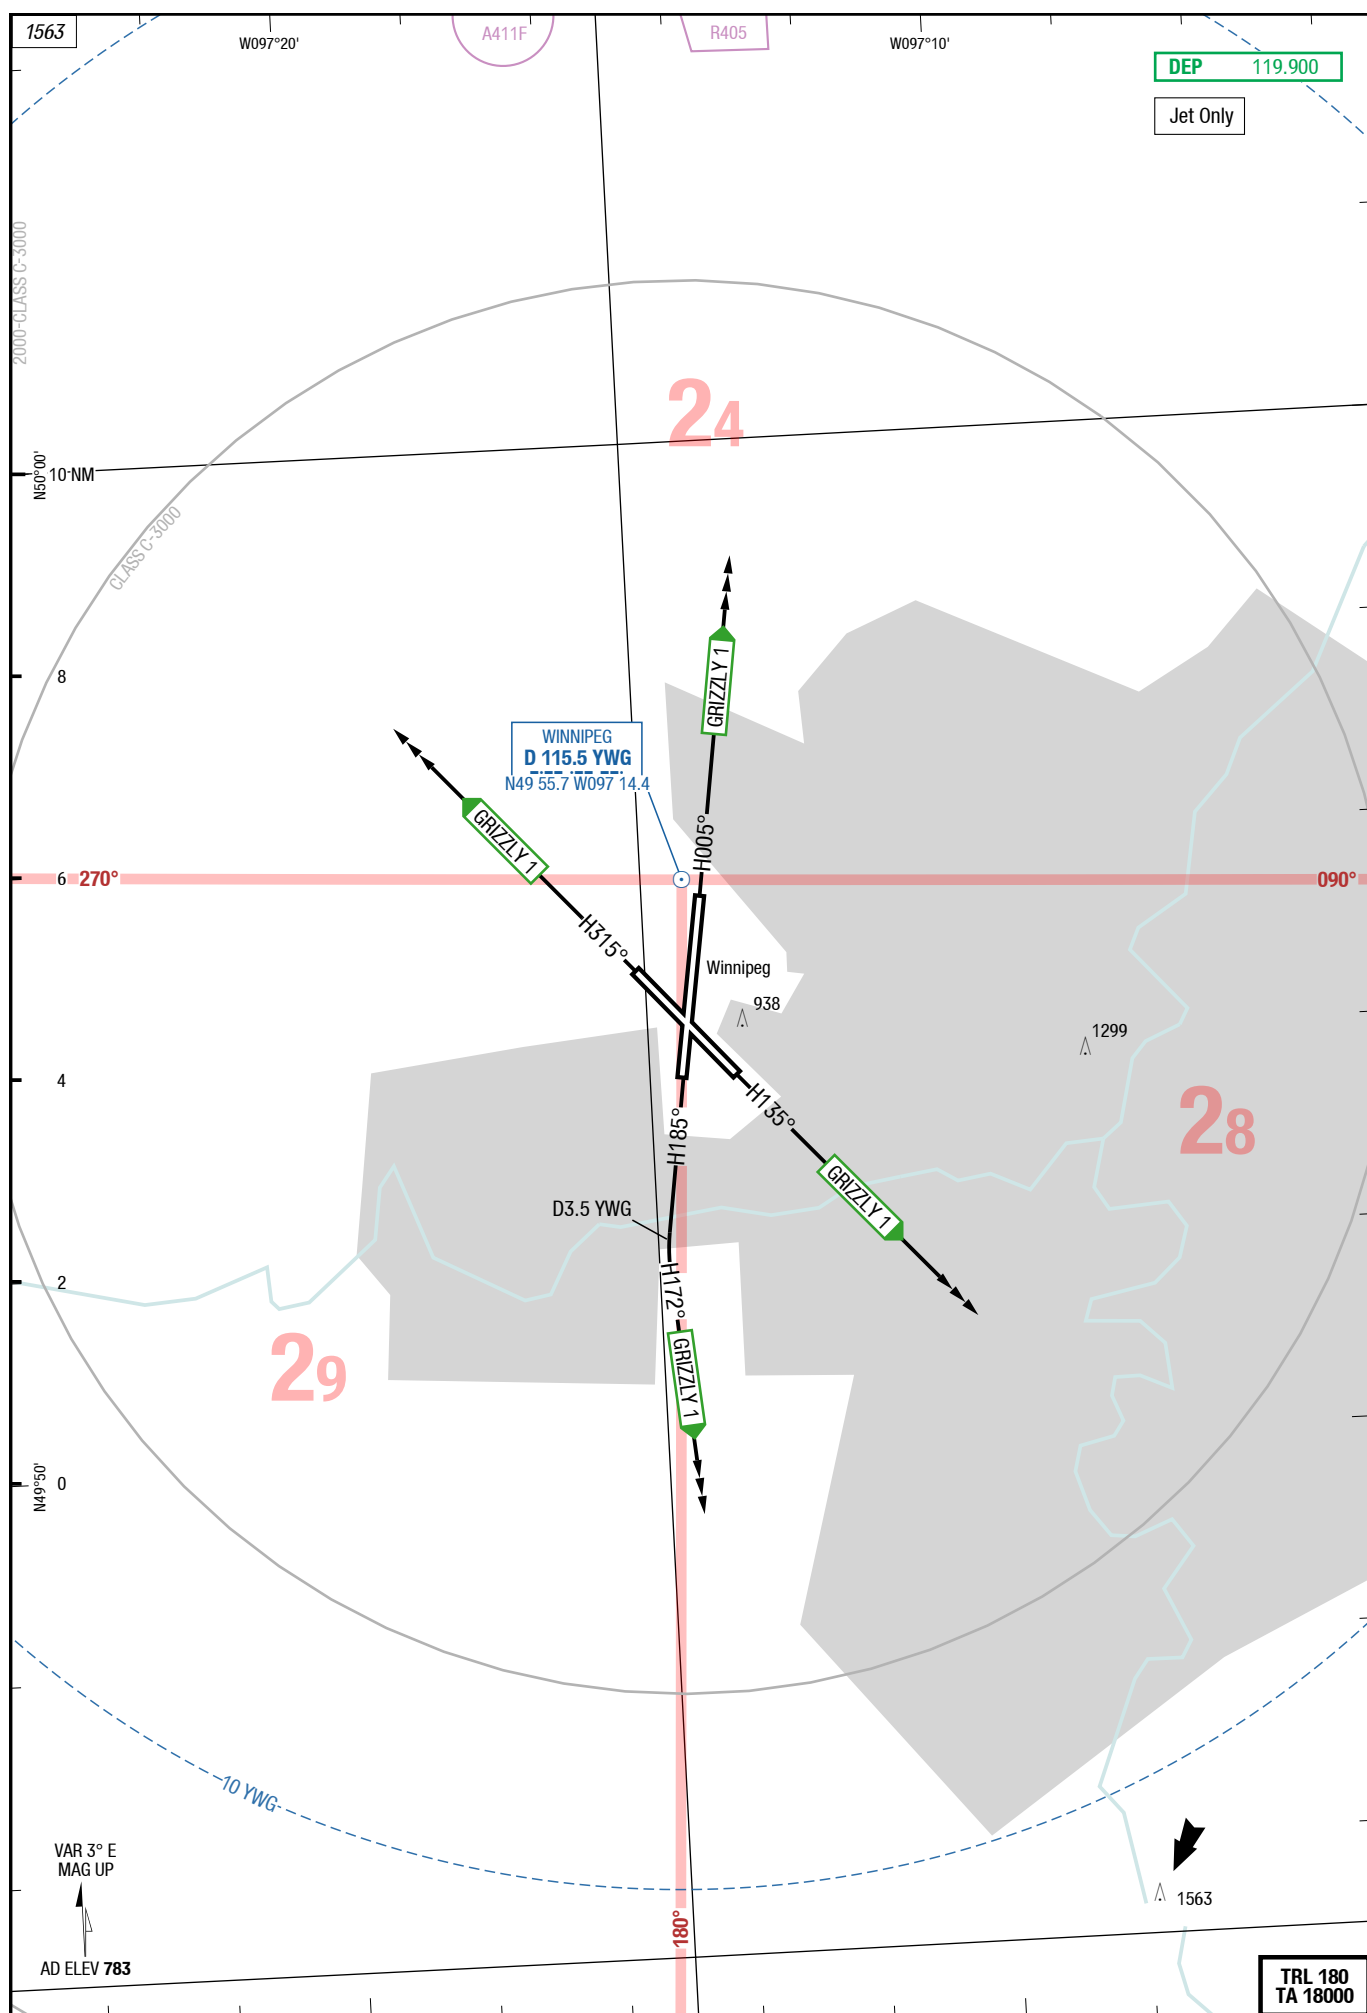 1563
A411F
R405
W097°20'
W097°10'
DEP 119.900
Jet Only
2000-CLASS C-3000
24
N50°00'
10 NM
CLASS C-3000
8
GRIZZLY 1
WINNIPEG
D 115.5 YWG
N49 55.7 W097 14.4
GRIZZLY 1
H005°
6
270°
090°
H315°
Winnipeg
938
1299
4
H135°
28
H185°
GRIZZLY 1
D3.5 YWG
2
H172°
29
GRIZZLY 1
N49°50'
0
10 YWG
VAR 3° E
MAG UP
1563
180°
AD ELEV 783
TRL 180
TA 18000